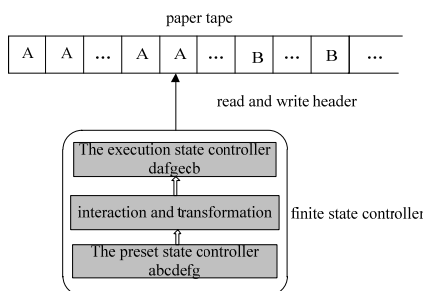 paper tape
A A ... A A ... B ... B ...
read and write header
The execution state controller
dafgecb
interaction and transformation
finite state controller
The preset state controller
abcdefg